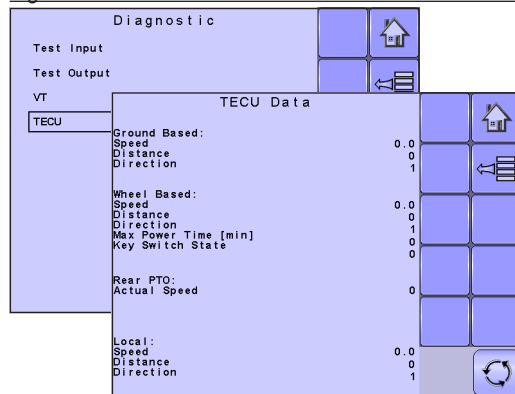 Diagnostic
Test Input
Test Output
VT
TECU
TECU Data
Ground Based:
Speed 0.0
Distance 0
Direction 1
Wheel Based:
Speed 0.0
Distance 0
Direction 1
Max Power Time [min] 0
Key Switch State 0
Rear PTO:
Actual Speed 0
Local:
Speed 0.0
Distance 0
Direction 1